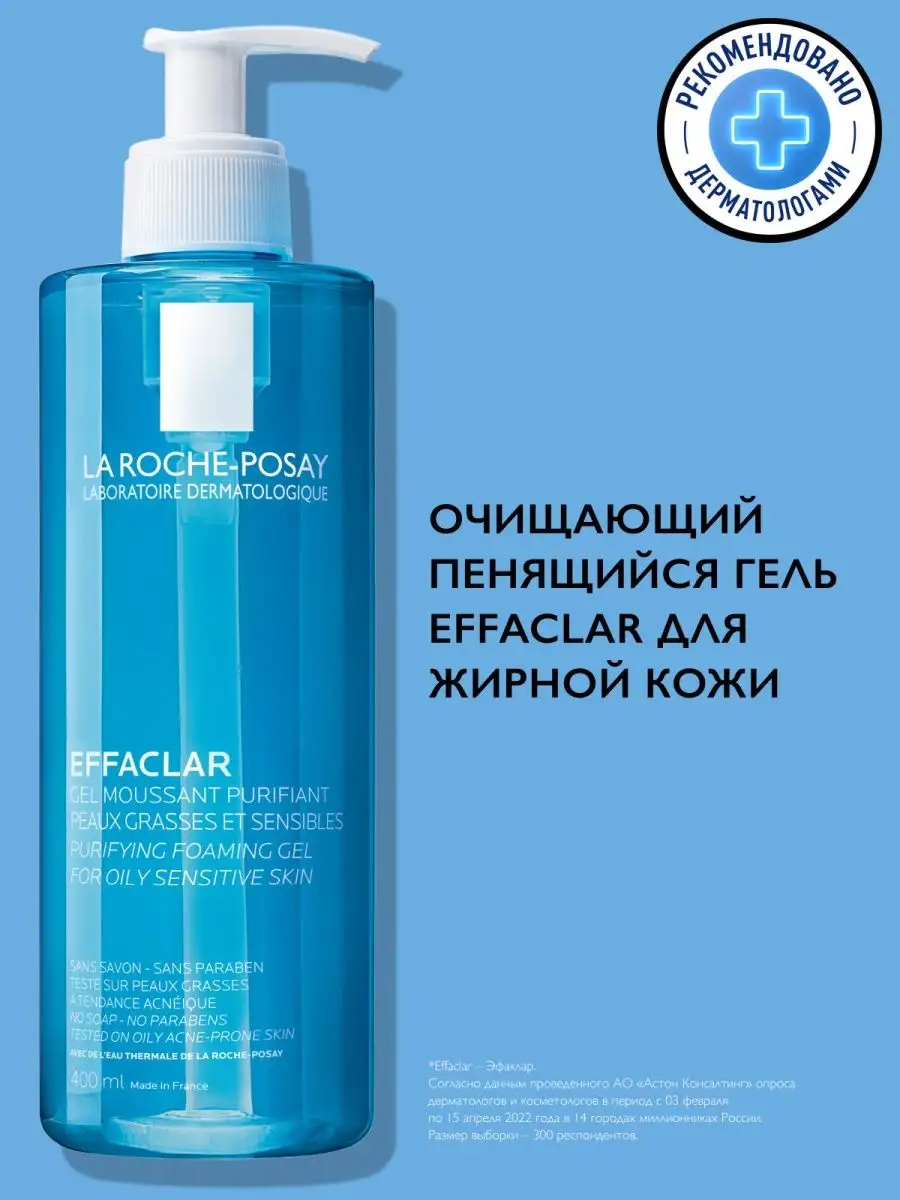 РЕКОМЕНДОВАНО
ДЕРМАТОЛОГАМИ
LA ROCHE-POSAY
LABORATOIRE DERMATOLOGIQUE
ОЧИЩАЮЩИЙ
ПЕНЯЩИЙСЯ ГЕЛЬ
EFFACLAR ДЛЯ
ЖИРНОЙ КОЖИ
EFFACLAR
GEL MOUSSANT PURIFIANT
PEAUX GRASSES ET SENSIBLES
PURIFYING FOAMING GEL
FOR OILY SENSITIVE SKIN
SANS SAVON - SANS PARABEN
TESTÉ SUR PEAUX GRASSES
À TENDANCE ACNÉIQUE
NO SOAP - NO PARABENS
TESTED ON OILY ACNE-PRONE SKIN
AVEC DE L'EAU THERMALE DE LA ROCHE-POSAY
400 ml Made in France
*Effaclar – Эфаклар.
Согласно данным проведенного АО «Астон Консалтинг» опроса
дерматологов и косметологов в период с 03 февраля
по 15 апреля 2022 года в 14 городах миллионниках России.
Размер выборки – 300 респондентов.